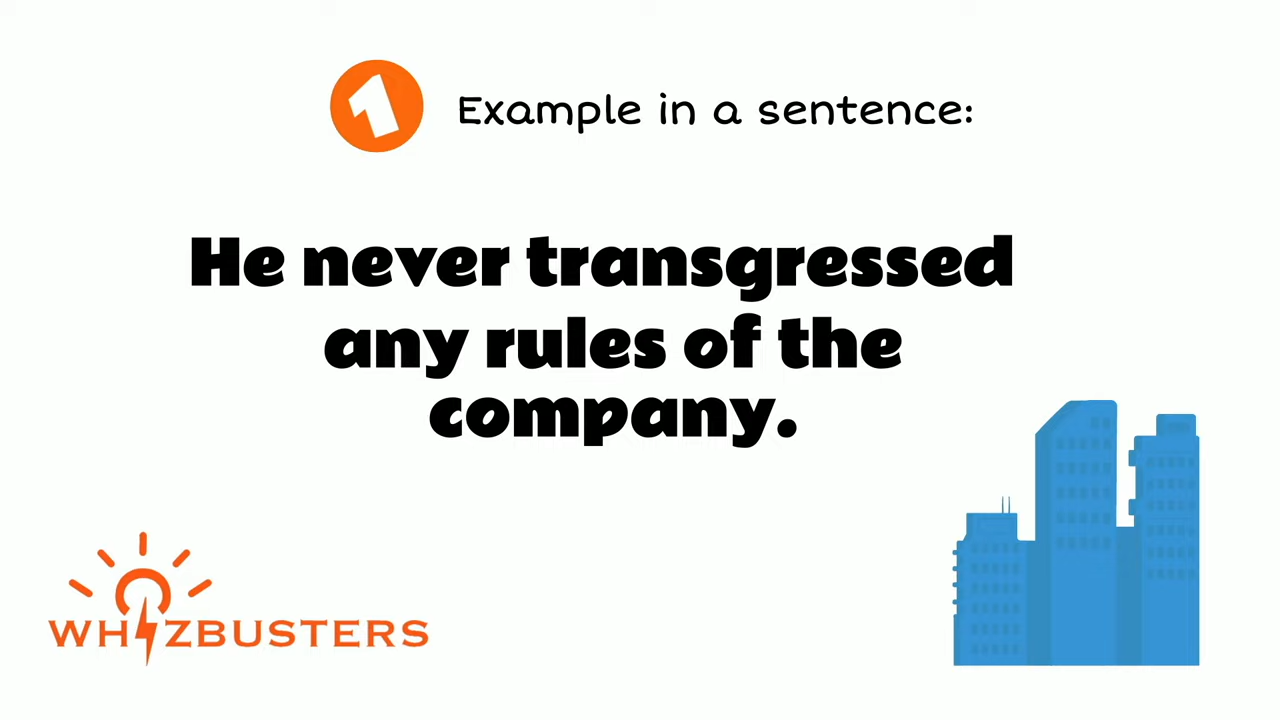 1 Example in a sentence:
He never transgressed
any rules of the
company.
WHIZBUSTERS